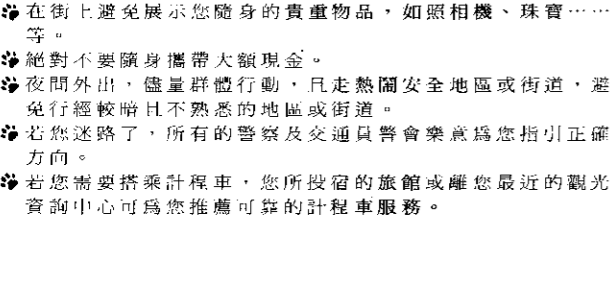 在街上避免展示您隨身的貴重物品，如照相機、珠寶……
等。
絕對不要隨身攜帶大額現金。
夜間外出，儘量群體行動，且走熱鬧安全地區或街道，避
免行經較暗且不熟悉的地區或街道。
若您迷路了，所有的警察及交通員警會樂意為您指引正確
方向。
若您需要搭乘計程車，您所投宿的旅館或離您最近的觀光
資詢中心可為您推薦可靠的計程車服務。